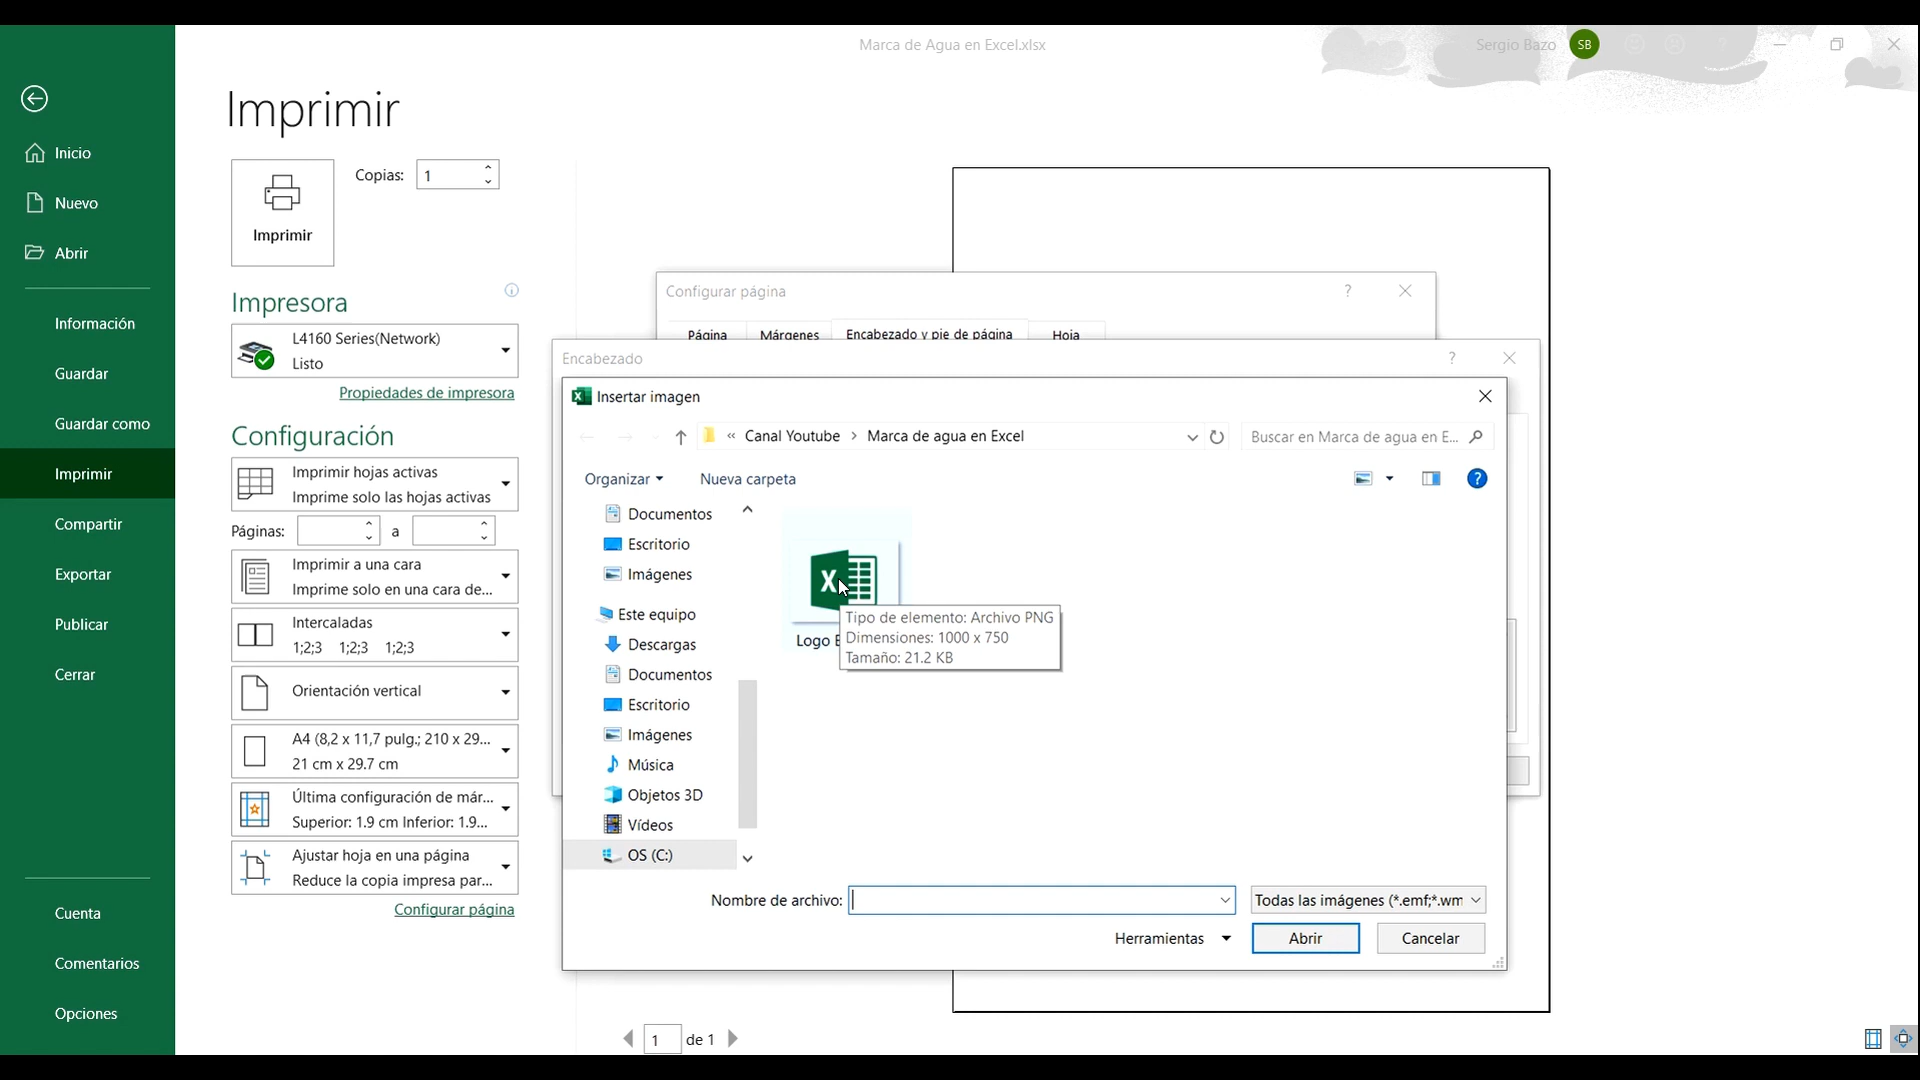 Marca de Agua en Excel.xlsx
Sergio Bazo
SB
Imprimir
Inicio
Nuevo
Abrir
Información
Guardar
Guardar como
Imprimir
Compartir
Exportar
Publicar
Cerrar
Cuenta
Comentarios
Opciones
Imprimir
Copias:
1
Impresora
L4160 Series(Network)
Listo
Propiedades de impresora
Configuración
Imprimir hojas activas
Imprime solo las hojas activas
Páginas:
a
Imprimir a una cara
Imprime solo en una cara de...
Intercaladas
1;2;3 1;2;3 1;2;3
Orientación vertical
A4 (8,2 x 11,7 pulg.; 210 x 29...
21 cm x 29.7 cm
Última configuración de már...
Superior: 1.9 cm Inferior: 1.9...
Ajustar hoja en una página
Reduce la copia impresa par...
Configurar página
Configurar página
?
Página
Márgenes
Encabezado y pie de página
Hoja
Encabezado
?
Insertar imagen
« Canal Youtube > Marca de agua en Excel
Buscar en Marca de agua en E...
Organizar
Nueva carpeta
?
Documentos
Escritorio
Imágenes
Este equipo
Descargas
Documentos
Escritorio
Imágenes
Música
Objetos 3D
Vídeos
OS (C:)
X
Logo
Tipo de elemento: Archivo PNG
Dimensiones: 1000 x 750
Tamaño: 21.2 KB
Nombre de archivo:
Todas las imágenes (*.emf;*.wm
Herramientas
Abrir
Cancelar
1
de 1